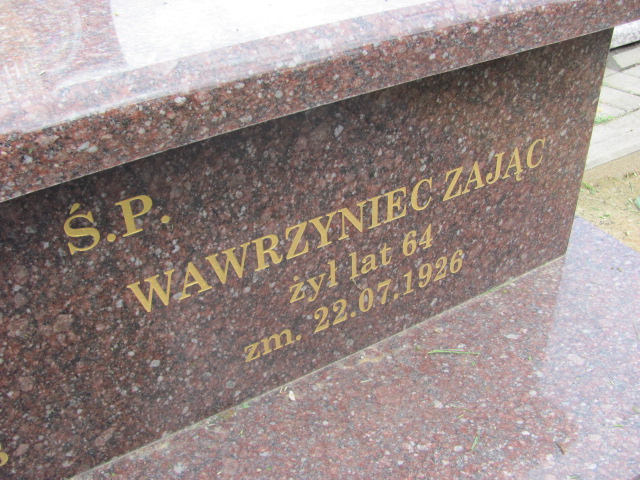 Ś.P.
WAWRZYNIEC ZAJĄC
żył lat 64
zm. 22.07.1926